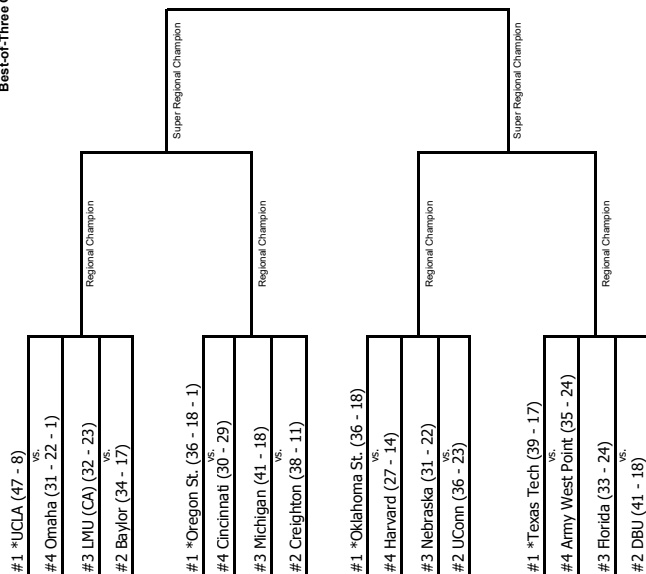 Best-of-Three
Super Regional Champion
Super Regional Champion
Regional Champion
Regional Champion
Regional Champion
Regional Champion
#1 *UCLA (47 - 8)
vs.
#4 Omaha (31 - 22 - 1)
#3 LMU (CA) (32 - 23)
vs.
#2 Baylor (34 - 17)
#1 *Oregon St. (36 - 18 - 1)
vs.
#4 Cincinnati (30 - 29)
#3 Michigan (41 - 18)
vs.
#2 Creighton (38 - 11)
#1 *Oklahoma St. (36 - 18)
vs.
#4 Harvard (27 - 14)
#3 Nebraska (31 - 22)
vs.
#2 UConn (36 - 23)
#1 *Texas Tech (39 - 17)
vs.
#4 Army West Point (35 - 24)
#3 Florida (33 - 24)
vs.
#2 DBU (41 - 18)